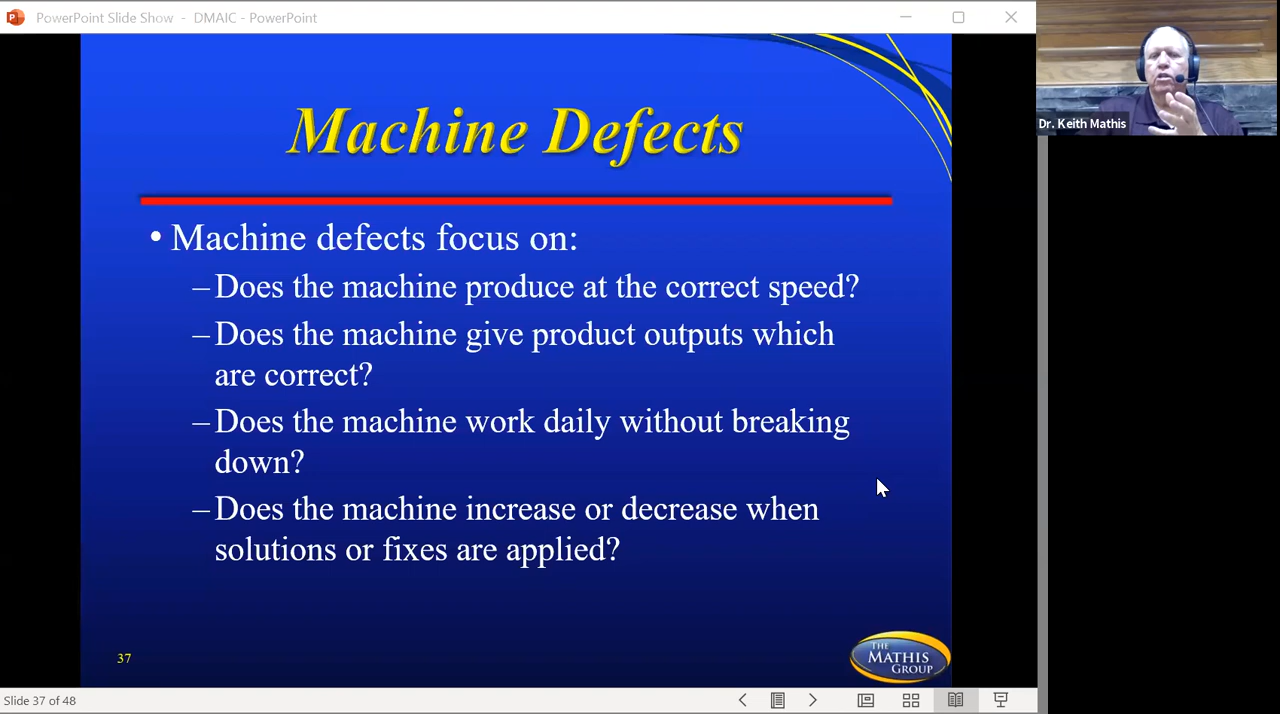 PowerPoint Slide Show - DMAIC - PowerPoint
Dr. Keith Mathis
Machine Defects
• Machine defects focus on:
–Does the machine produce at the correct speed?
–Does the machine give product outputs which
are correct?
–Does the machine work daily without breaking
down?
–Does the machine increase or decrease when
solutions or fixes are applied?
37
THE
MATHIS
GROUP
Slide 37 of 48